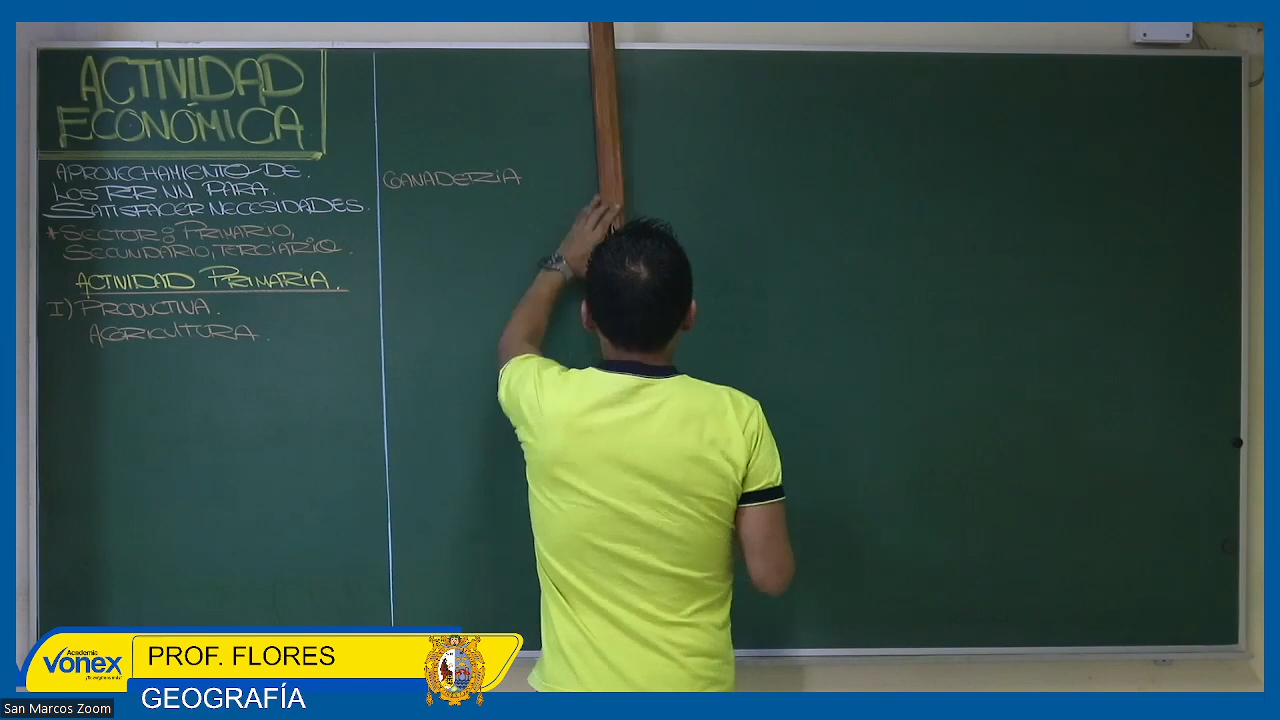 ACTIVIDAD
ECONÓMICA
APROVECHAMIENTO DE
LOS RR NN PARA
SATISFACER NECESIDADES.
* SECTOR: PRIMARIO,
SECUNDARIO, TERCIARIO.
ACTIVIDAD PRIMARIA.
I) PRODUCTIVA.
AGRICULTURA.
GANADERIA
Academia
vonex
PROF. FLORES
GEOGRAFÍA
San Marcos Zoom